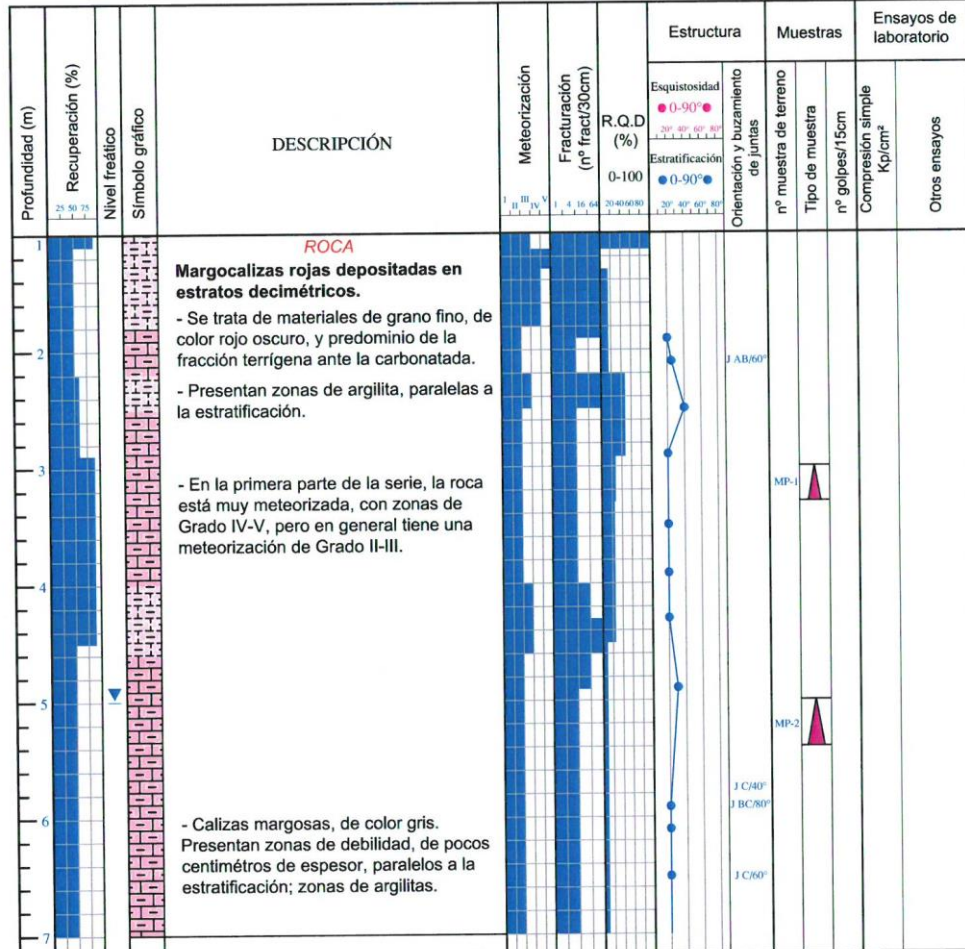 Estructura
Muestras
Ensayos de
laboratorio
Profundidad (m)
Recuperación (%)
25 50 75
Nivel freático
Símbolo gráfico
DESCRIPCIÓN
Meteorización
I II III IV V
Fracturación
(nº fract/30cm)
1 4 16 64
R.Q.D
(%)
0-100
20 40 60 80
Esquistosidad
0-90°
20° 40° 60° 80°
Estratificación
0-90°
20° 40° 60° 80°
Orientación y buzamiento
de juntas
nº muestra de terreno
Tipo de muestra
nº golpes/15cm
Compresión simple
Kp/cm²
Otros ensayos
1
ROCA
Margocalizas rojas depositadas en
estratos decimétricos.
- Se trata de materiales de grano fino, de
color rojo oscuro, y predominio de la
fracción terrígena ante la carbonatada.
2
J AB/60°
- Presentan zonas de argilita, paralelas a
la estratificación.
3
MP-1
- En la primera parte de la serie, la roca
está muy meteorizada, con zonas de
Grado IV-V, pero en general tiene una
meteorización de Grado II-III.
4
5
MP-2
J C/40°
J BC/80°
6
- Calizas margosas, de color gris.
Presentan zonas de debilidad, de pocos
centímetros de espesor, paralelos a la
estratificación; zonas de argilitas.
J C/60°
7